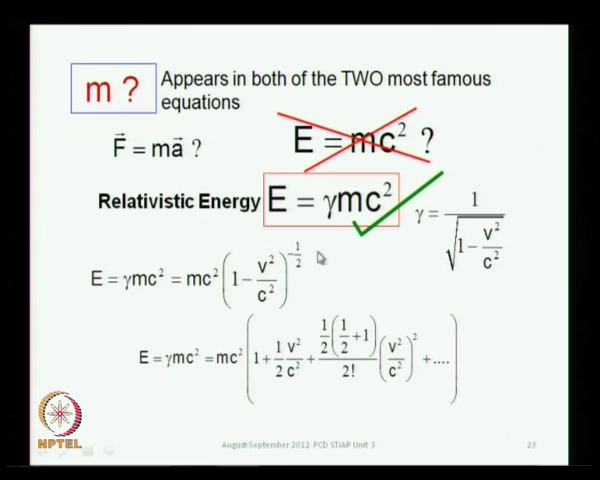 m ?
Appears in both of the TWO most famous
equations
F⃗ = ma⃗ ?
E = mc² ?
Relativistic Energy E = γmc²
γ = 1/√(1 − v²/c²)
E = γmc² = mc² (1 − v²/c²)^(−1/2)
E = γmc² = mc² (1 + 1/2 v²/c² + (1/2(1/2 + 1))/2! (v²/c²)² + ....)
NPTEL
August-September 2012 PCD STiAP Unit 3
23